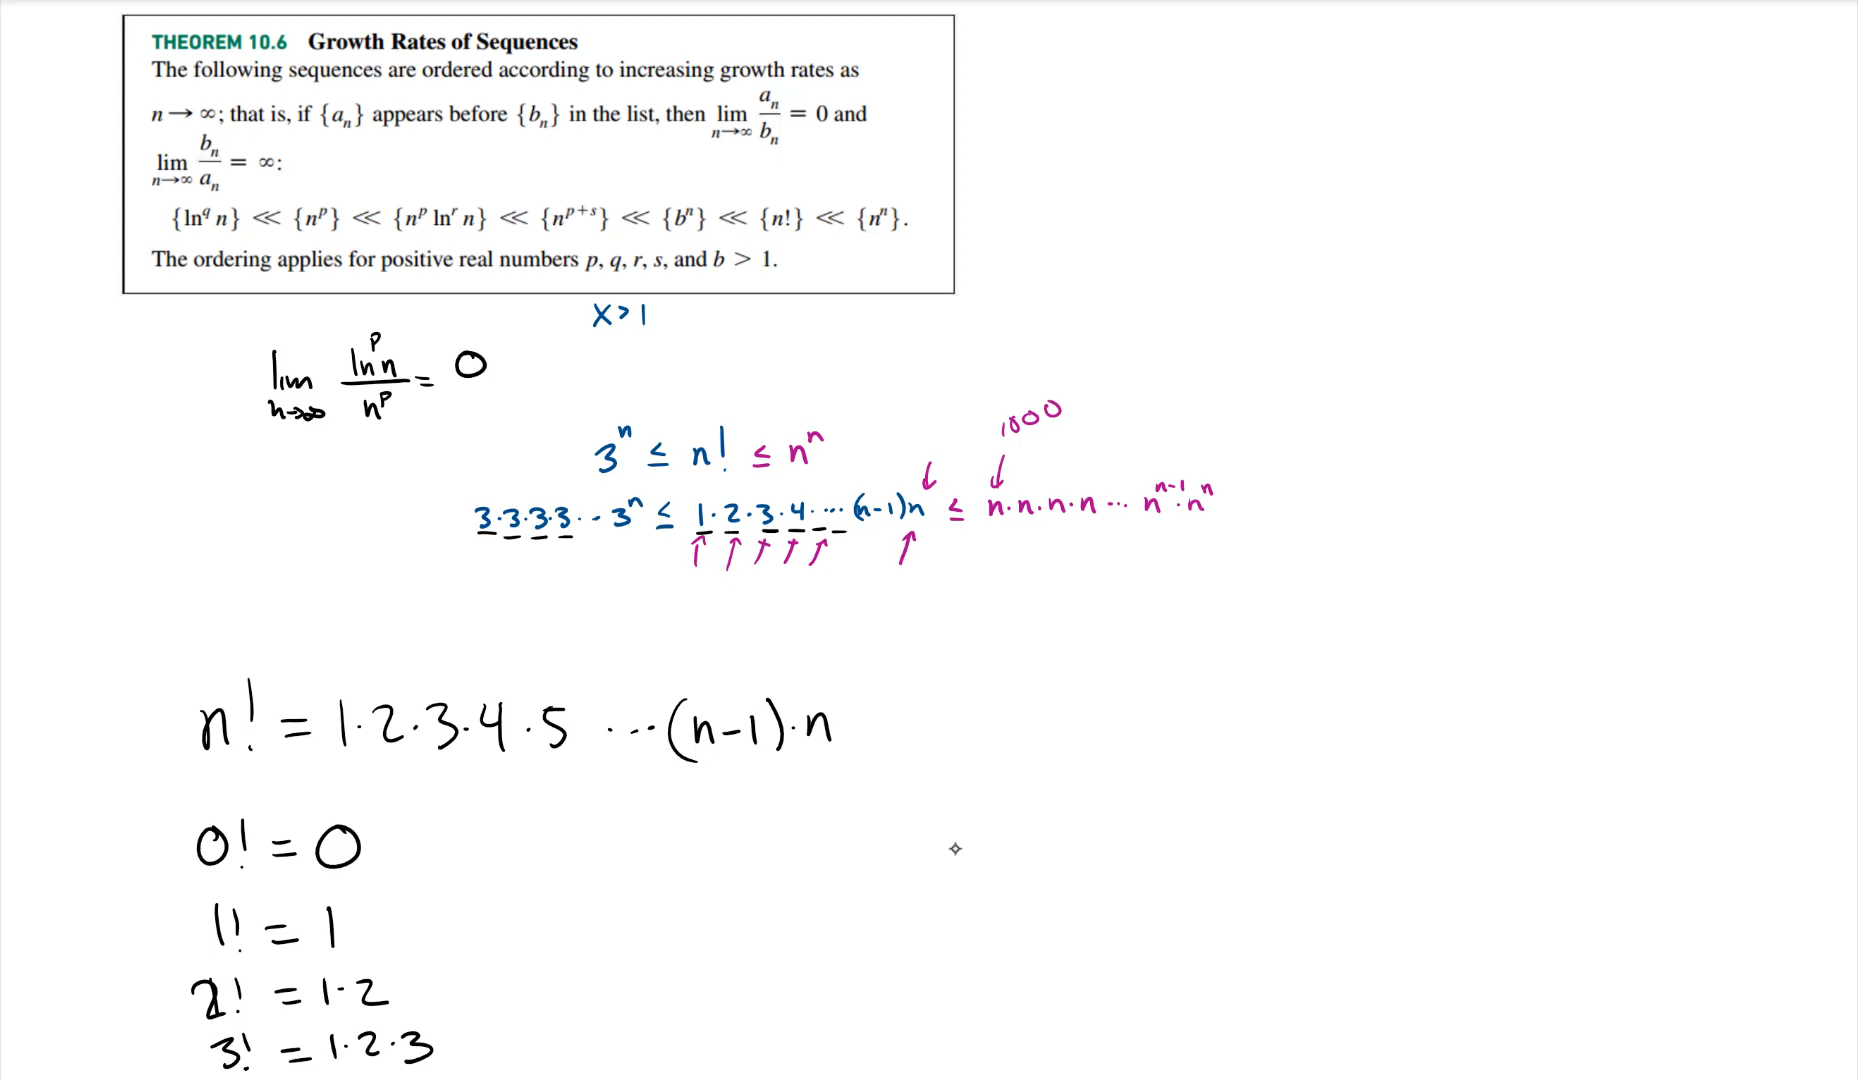 THEOREM 10.6 Growth Rates of Sequences
The following sequences are ordered according to increasing growth rates as
n → ∞; that is, if {aₙ} appears before {bₙ} in the list, then lim n→∞ aₙ/bₙ = 0 and
lim n→∞ bₙ/aₙ = ∞:
{ln^q n} ≪ {n^p} ≪ {n^p ln^r n} ≪ {n^(p+s)} ≪ {b^n} ≪ {n!} ≪ {n^n}.
The ordering applies for positive real numbers p, q, r, s, and b > 1.
x > 1
lim n→∞ ln^p n / n^p = 0
1000
3^n ≤ n! ≤ n^n
3·3·3·3··· 3^n ≤ 1·2·3·4·…(n-1)n ≤ n·n·n·n … n^(n-1)·n^n
n! = 1·2·3·4·5 …(n-1)·n
0! = 0
1! = 1
2! = 1·2
3! = 1·2·3